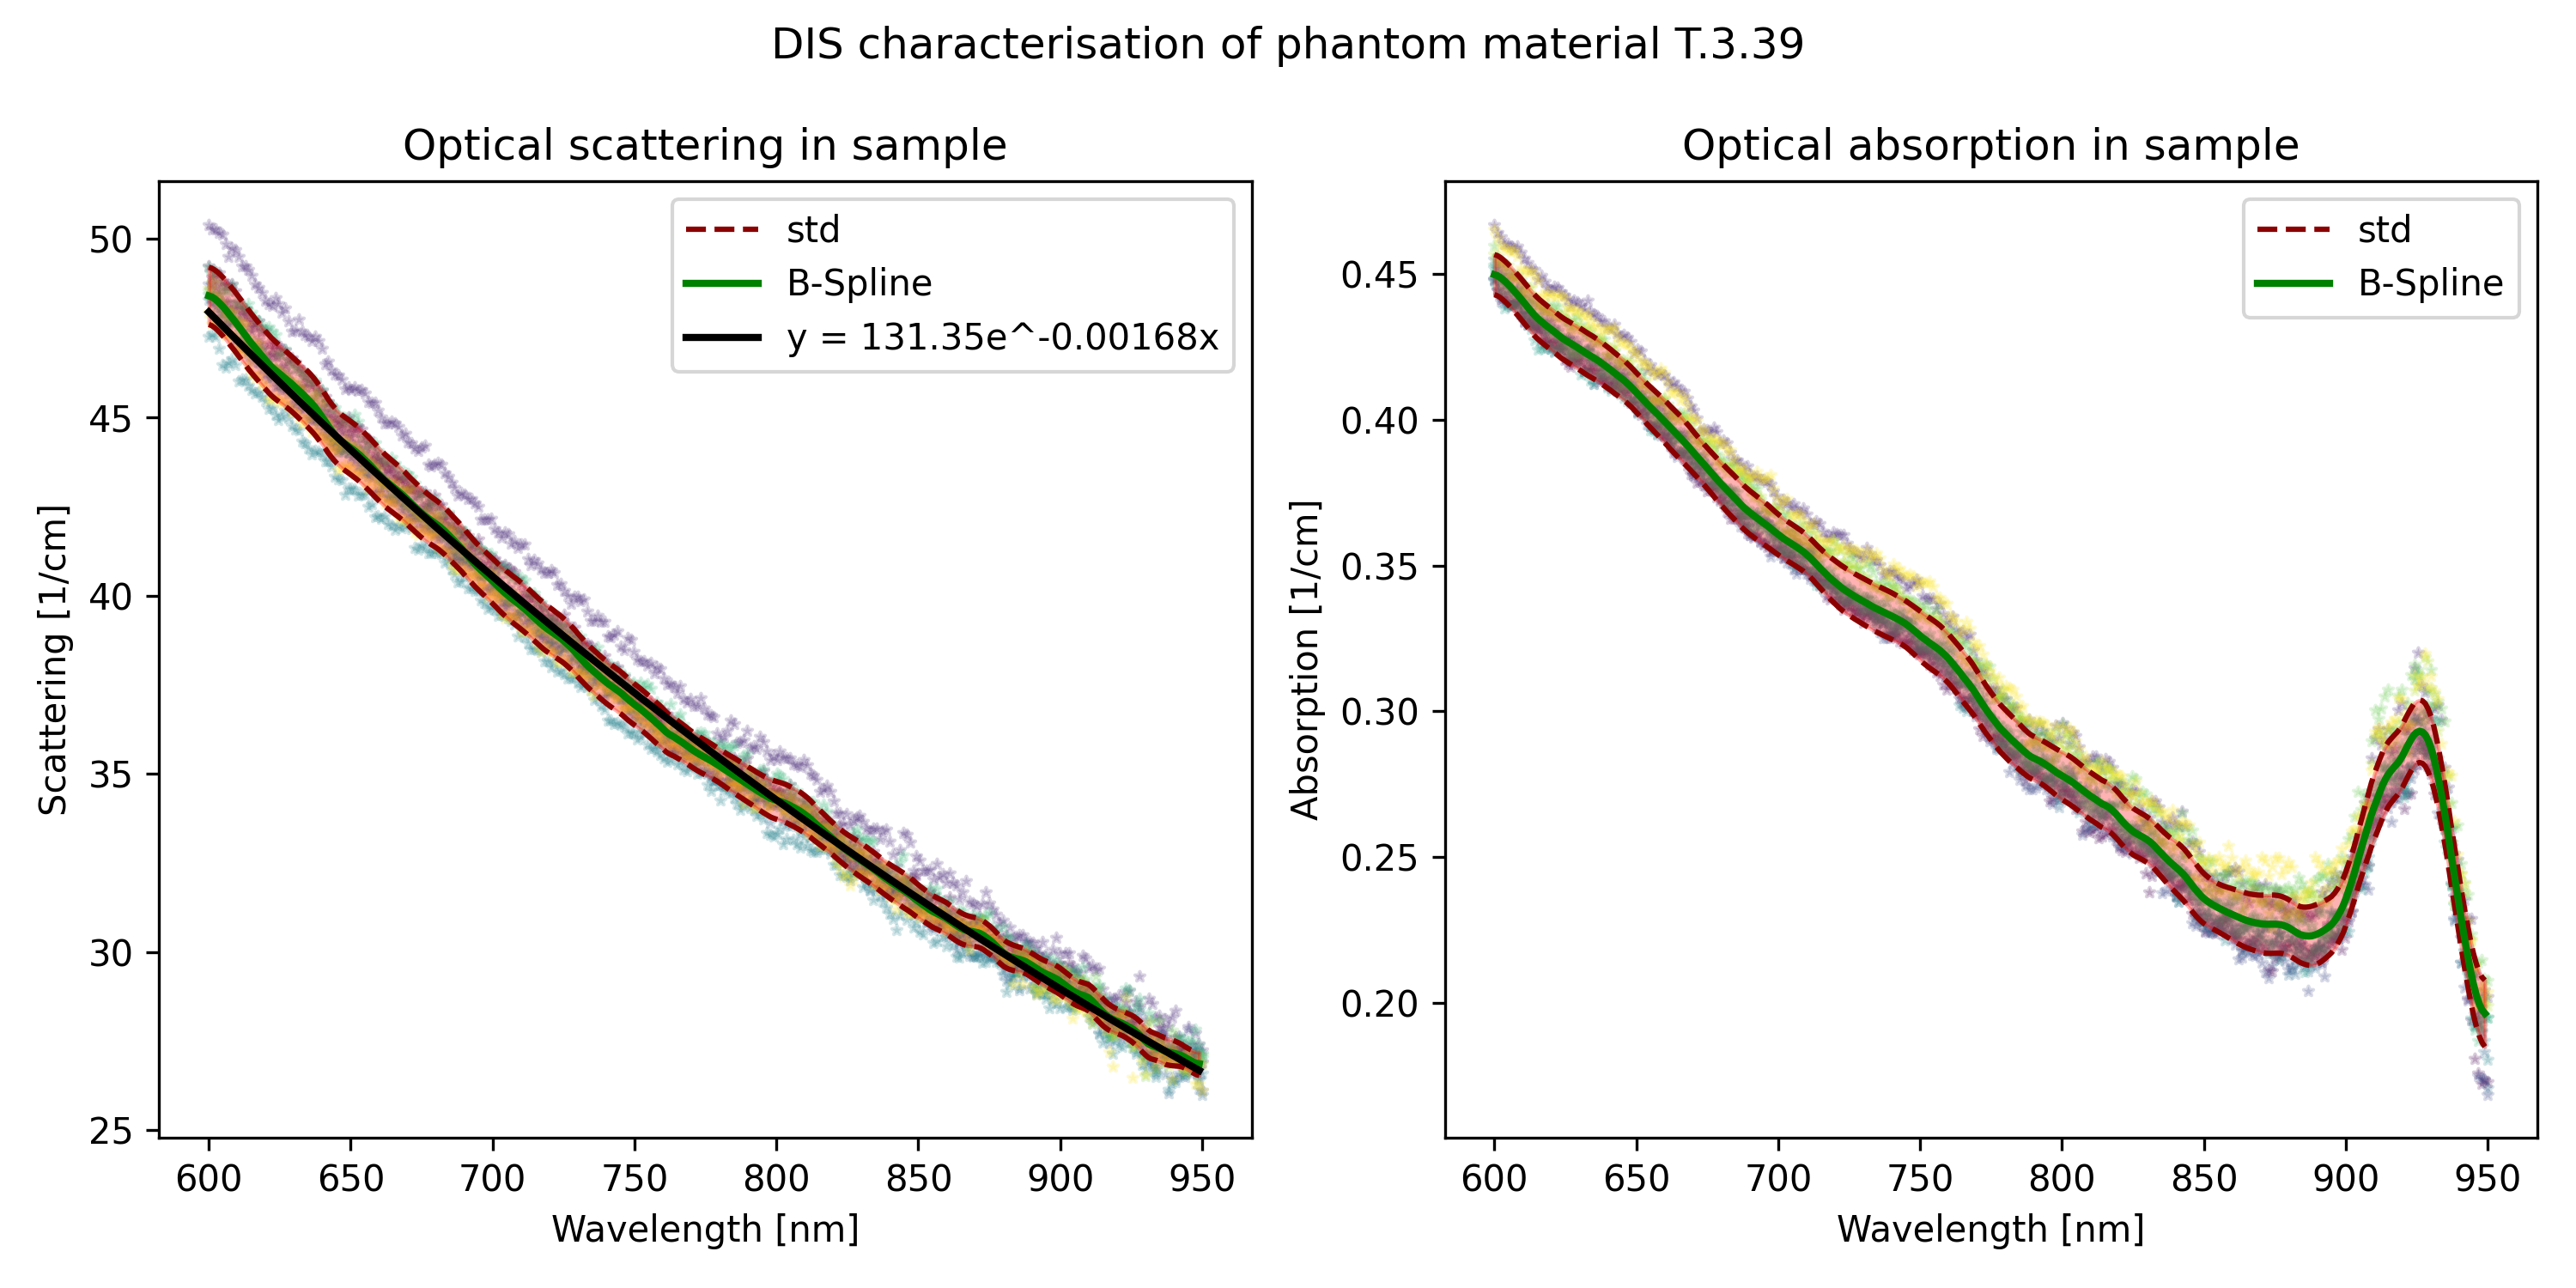 DIS characterisation of phantom material T.3.39
Optical scattering in sample
std
B-Spline
y = 131.35e^-0.00168x
50
45
40
35
30
25
Scattering [1/cm]
600 650 700 750 800 850 900 950
Wavelength [nm]
Optical absorption in sample
std
B-Spline
0.45
0.40
0.35
0.30
0.25
0.20
Absorption [1/cm]
600 650 700 750 800 850 900 950
Wavelength [nm]